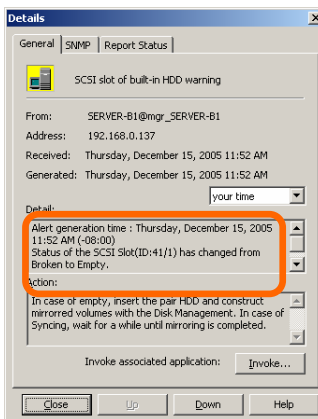 Details
General SNMP Report Status
SCSI slot of built-in HDD warning
From: SERVER-B1@mgr_SERVER-B1
Address: 192.168.0.137
Received: Thursday, December 15, 2005 11:52 AM
Generated: Thursday, December 15, 2005 11:52 AM
your time
Detail:
Alert generation time : Thursday, December 15, 2005
11:52 AM (-08:00)
Status of the SCSI Slot(ID:41/1) has changed from
Broken to Empty.
Action:
In case of empty, insert the pair HDD and construct
mirrorred volumes with the Disk Management. In case of
Syncing, wait for a while until mirroring is completed.
Invoke associated application: Invoke...
Close Up Down Help